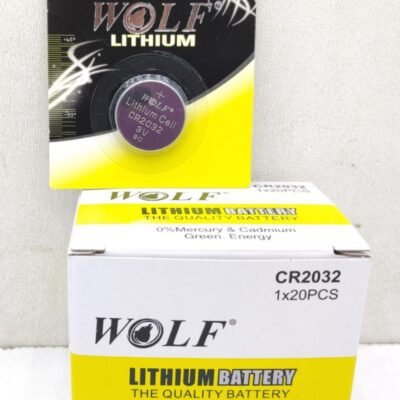 WOLF®
LITHIUM
+
WOLF®
Lithium Cell
CR2032
3V
WOLF®
CR2032
1x20PCS
LITHIUM BATTERY
THE QUALITY BATTERY
0%Mercury & Cadmium
Green. Energy
CR2032
1x20PCS
WOLF®
LITHIUM BATTERY
THE QUALITY BATTERY